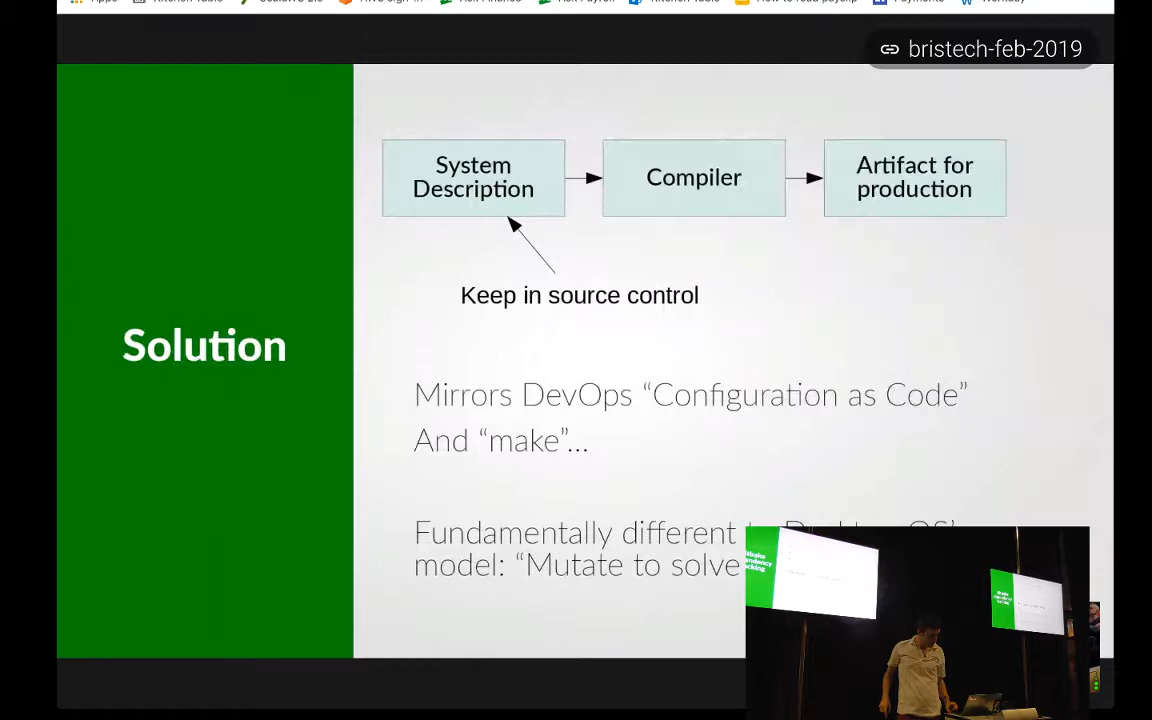 bristech-feb-2019
System
Description
Compiler
Artifact for
production
Keep in source control
Solution
Mirrors DevOps “Configuration as Code”
And “make”...
Fundamentally different
model: “Mutate to solve